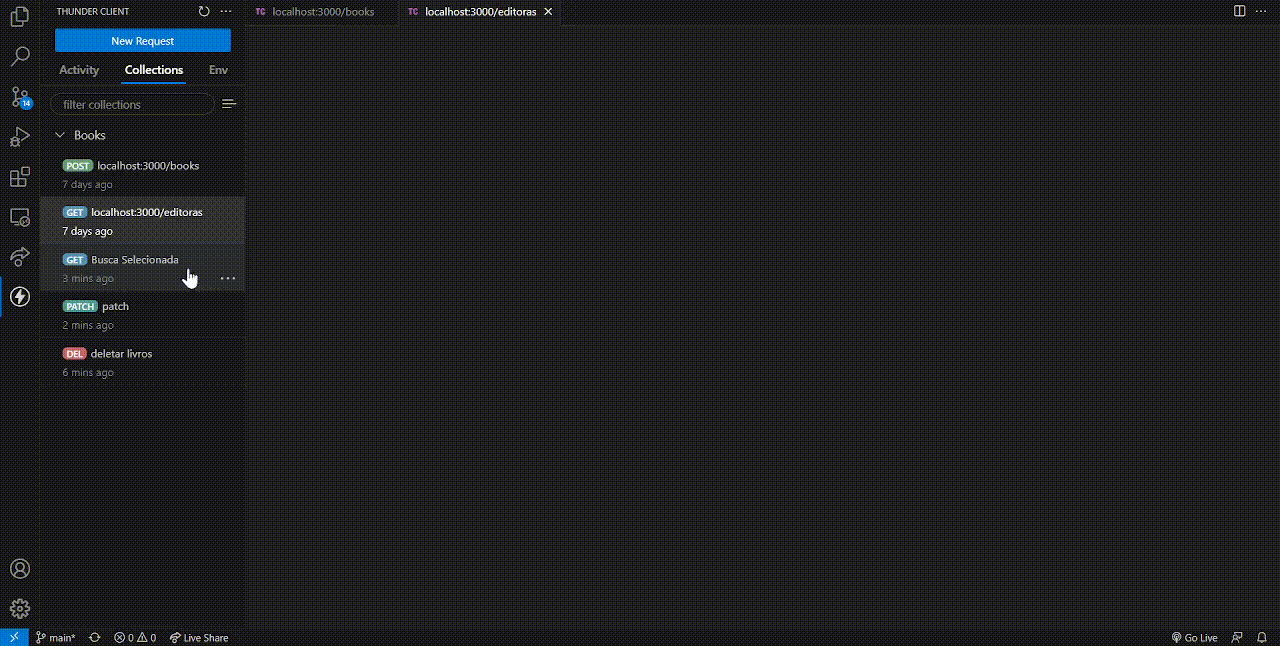 THUNDER CLIENT
TC localhost:3000/books
TC localhost:3000/editoras
New Request
Activity Collections Env
filter collections
14
Books
POST localhost:3000/books
7 days ago
GET localhost:3000/editoras
7 days ago
GET Busca Selecionada
3 mins ago
PATCH patch
2 mins ago
DEL deletar livros
6 mins ago
main* 0 0 Live Share Go Live